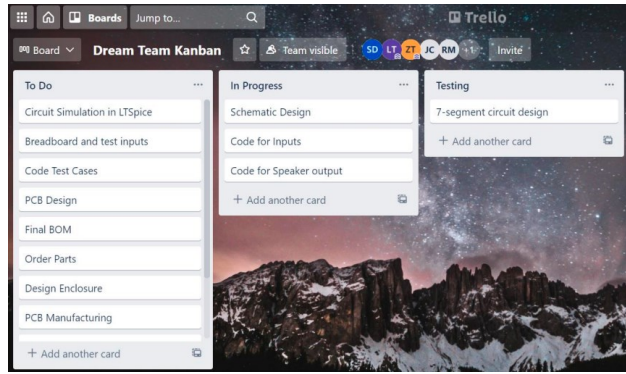 Boards Jump to... Trello
Board Dream Team Kanban Team visible SD LT ZT JC RM +1 Invite
To Do ...
Circuit Simulation in LTSpice
Breadboard and test inputs
Code Test Cases
PCB Design
Final BOM
Order Parts
Design Enclosure
PCB Manufacturing
+ Add another card
In Progress ...
Schematic Design
Code for Inputs
Code for Speaker output
+ Add another card
Testing ...
7-segment circuit design
+ Add another card